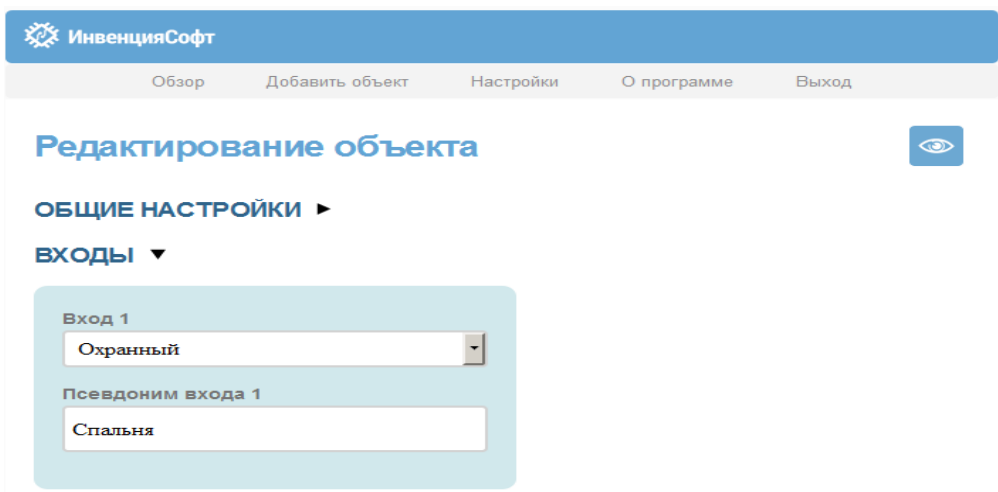 ИнвенцияСофт
Обзор Добавить объект Настройки О программе Выход
Редактирование объекта
ОБЩИЕ НАСТРОЙКИ
ВХОДЫ
Вход 1
Охранный
Псевдоним входа 1
Спальня